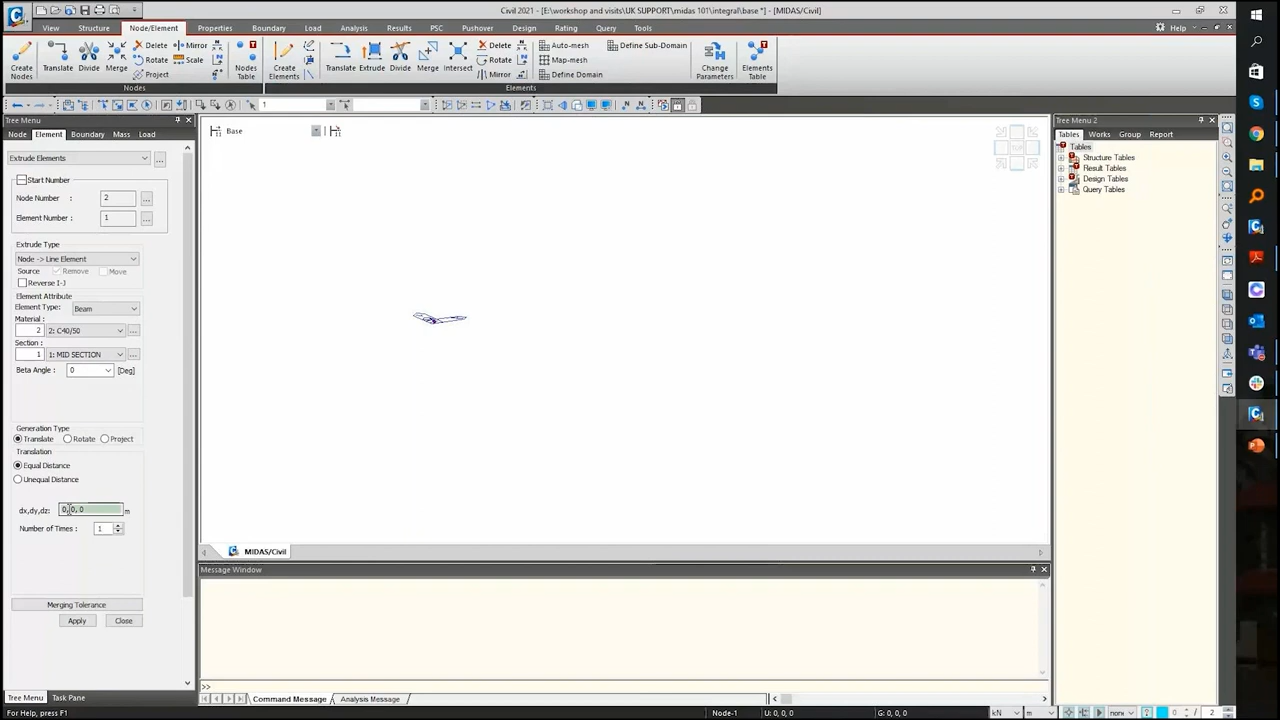 Civil 2021 - [E:\workshop and visits\UK SUPPORT\midas 101\integral\base *] - [MIDAS/Civil]
View Structure Node/Element Properties Boundary Load Analysis Results PSC Pushover Design Rating Query Tools Help
Create Nodes Translate Divide Merge Delete Rotate Project Mirror Scale Nodes Table Create Elements Translate Extrude Divide Merge Intersect Delete Rotate Mirror Auto-mesh Map-mesh Define Domain Define Sub-Domain Change Parameters Elements Table
Nodes Elements
1
Tree Menu
Node Element Boundary Mass Load
Extrude Elements
Start Number
Node Number : 2
Element Number : 1
Extrude Type
Node -> Line Element
Source Remove Move
Reverse I-J
Element Attribute
Element Type: Beam
Material :
2 2: C40/50
Section :
1 1: MID SECTION
Beta Angle : 0 [Deg]
Generation Type
Translate Rotate Project
Translation
Equal Distance
Unequal Distance
dx,dy,dz: 0, 0, 0 m
Number of Times : 1
Merging Tolerance
Apply Close
Tree Menu Task Pane
For Help, press F1
Base
MIDAS/Civil
Message Window
>>
Command Message Analysis Message
Node-1 U: 0, 0, 0 G: 0, 0, 0 kN m none ? 0 / 2
Tree Menu 2
Tables Works Group Report
Tables
Structure Tables
Result Tables
Design Tables
Query Tables